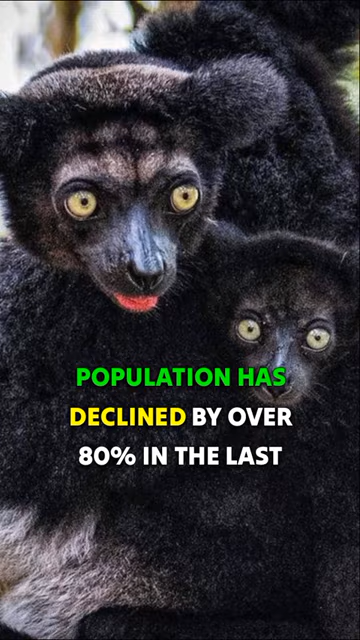 POPULATION HAS
DECLINED BY OVER
80% IN THE LAST